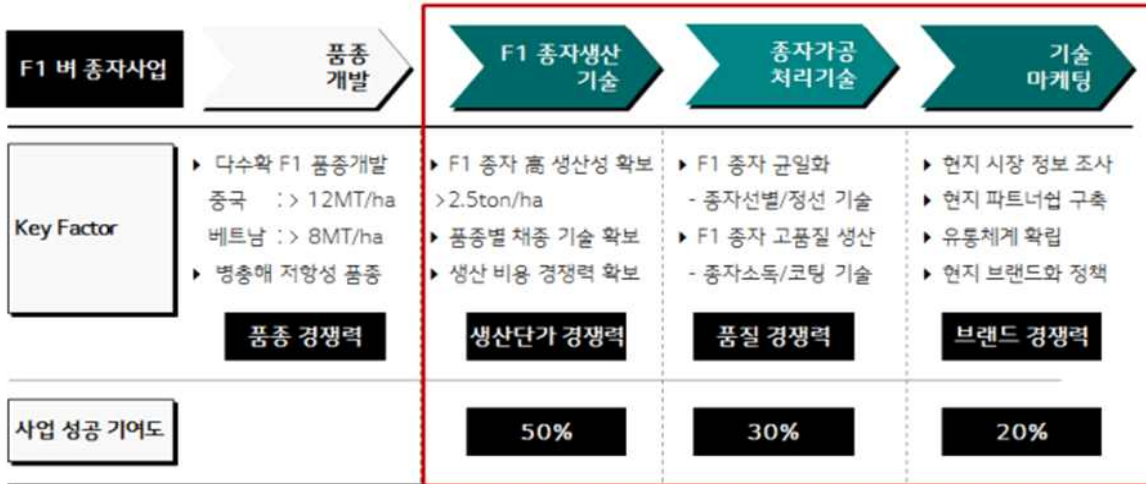 F1 벼 종자사업
품종
개발
F1 종자생산
기술
종자가공
처리기술
기술
마케팅
Key Factor
▶ 다수확 F1 품종개발
중국 : > 12MT/ha
베트남 : > 8MT/ha
▶ 병충해 저항성 품종
품종 경쟁력
▶ F1 종자 高 생산성 확보
>2.5ton/ha
▶ 품종별 채종 기술 확보
▶ 생산 비용 경쟁력 확보
생산단가 경쟁력
▶ F1 종자 균일화
- 종자선별/정선 기술
▶ F1 종자 고품질 생산
- 종자소독/코팅 기술
품질 경쟁력
▶ 현지 시장 정보 조사
▶ 현지 파트너쉽 구축
▶ 유통체계 확립
▶ 현지 브랜드화 정책
브랜드 경쟁력
사업 성공 기여도
50%
30%
20%